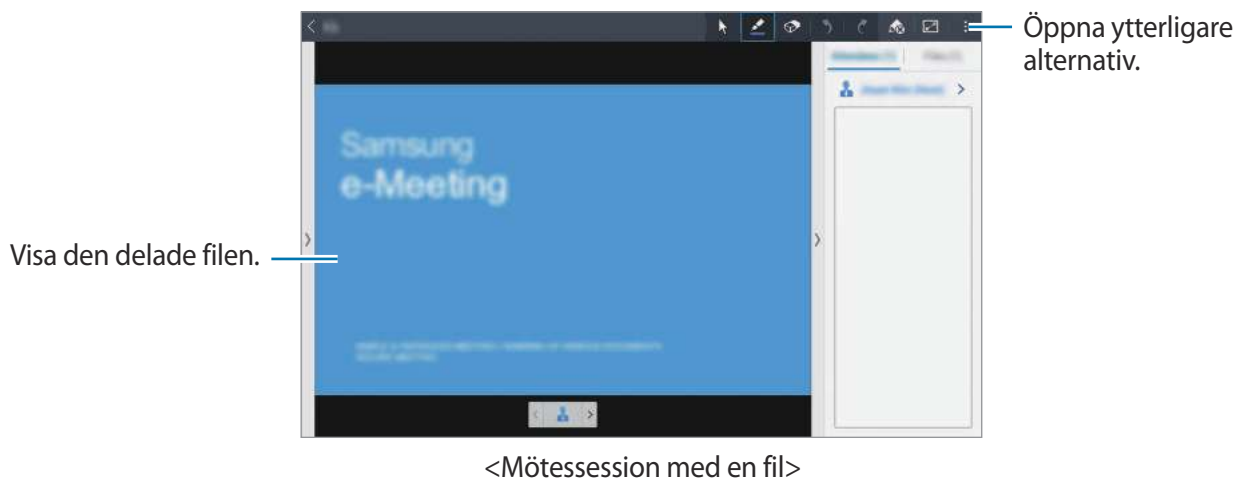 Öppna ytterligare
alternativ.
Samsung
e-Meeting
Visa den delade filen.
<Mötessession med en fil>